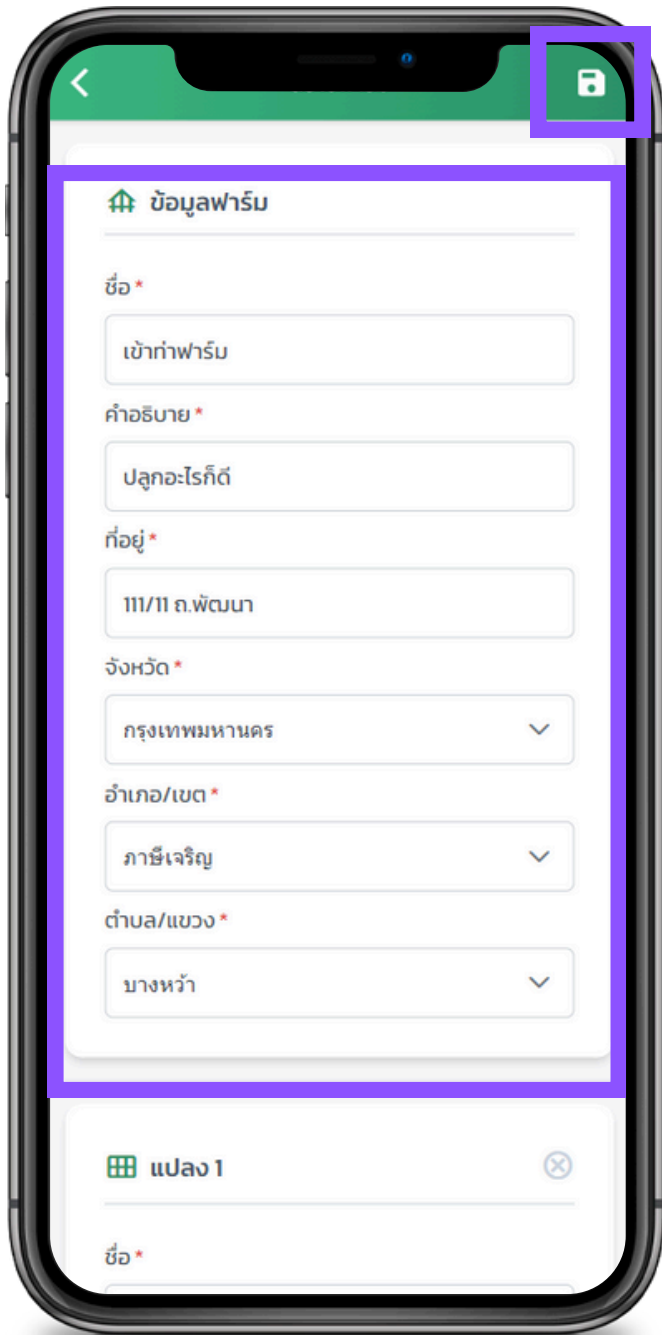 ข้อมูลฟาร์ม
ชื่อ *
เข้าท่าฟาร์ม
คำอธิบาย *
ปลูกอะไรก็ดี
ที่อยู่ *
111/11 ถ.พัฒนา
จังหวัด *
กรุงเทพมหานคร
อำเภอ/เขต *
ภาษีเจริญ
ตำบล/แขวง *
บางหว้า
แปลง 1
ชื่อ *